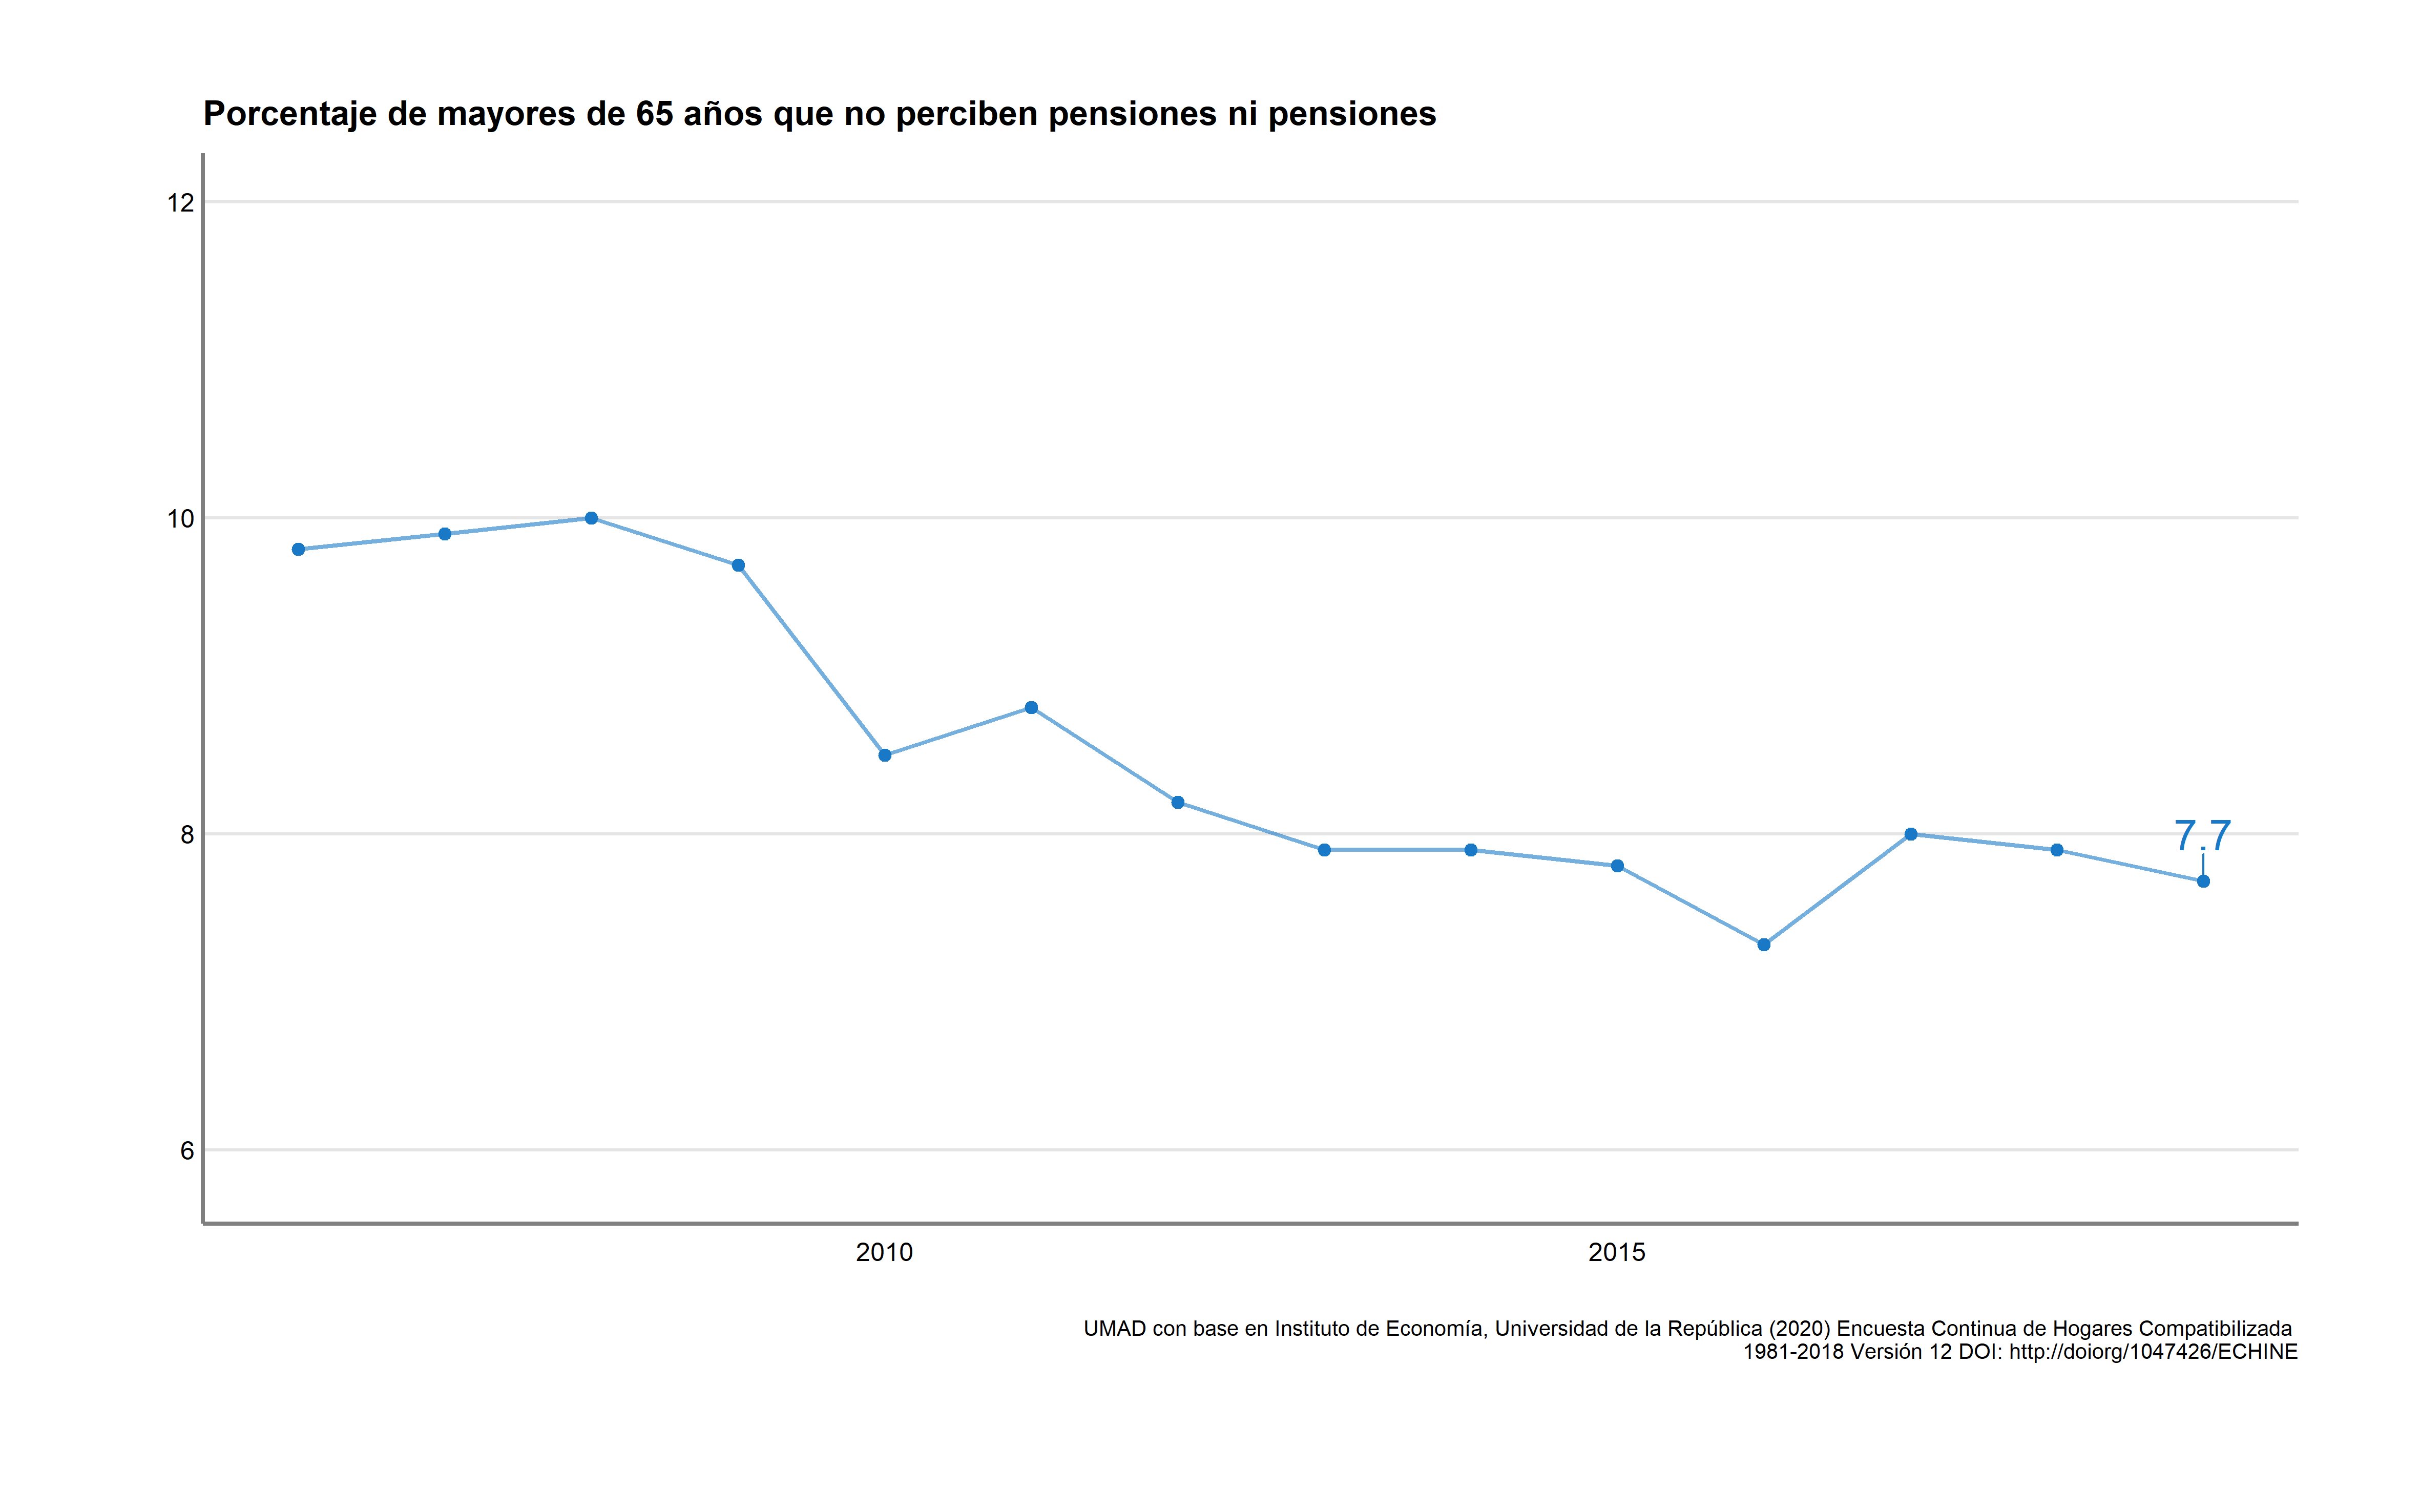 Porcentaje de mayores de 65 años que no perciben pensiones ni pensiones
12
10
8
7.7
6
2010 2015
UMAD con base en Instituto de Economía, Universidad de la República (2020) Encuesta Continua de Hogares Compatibilizada
1981-2018 Versión 12 DOI: http://doiorg/1047426/ECHINE